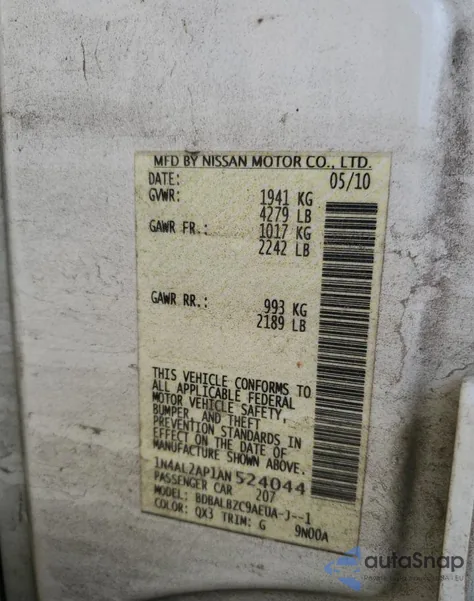 MFD BY NISSAN MOTOR CO., LTD.
DATE: 05/10
GVWR: 1941 KG
4279 LB
GAWR FR.: 1017 KG
2242 LB
GAWR RR.: 993 KG
2189 LB
THIS VEHICLE CONFORMS TO
ALL APPLICABLE FEDERAL
MOTOR VEHICLE SAFETY,
BUMPER, AND THEFT
PREVENTION STANDARDS IN
EFFECT ON THE DATE OF
MANUFACTURE SHOWN ABOVE.
1N4AL2AP1AN524044
PASSENGER CAR 207
MODEL: BDBALBZC9AEUA-J--1
COLOR: QX3 TRIM: G 9N00A
autoSnap